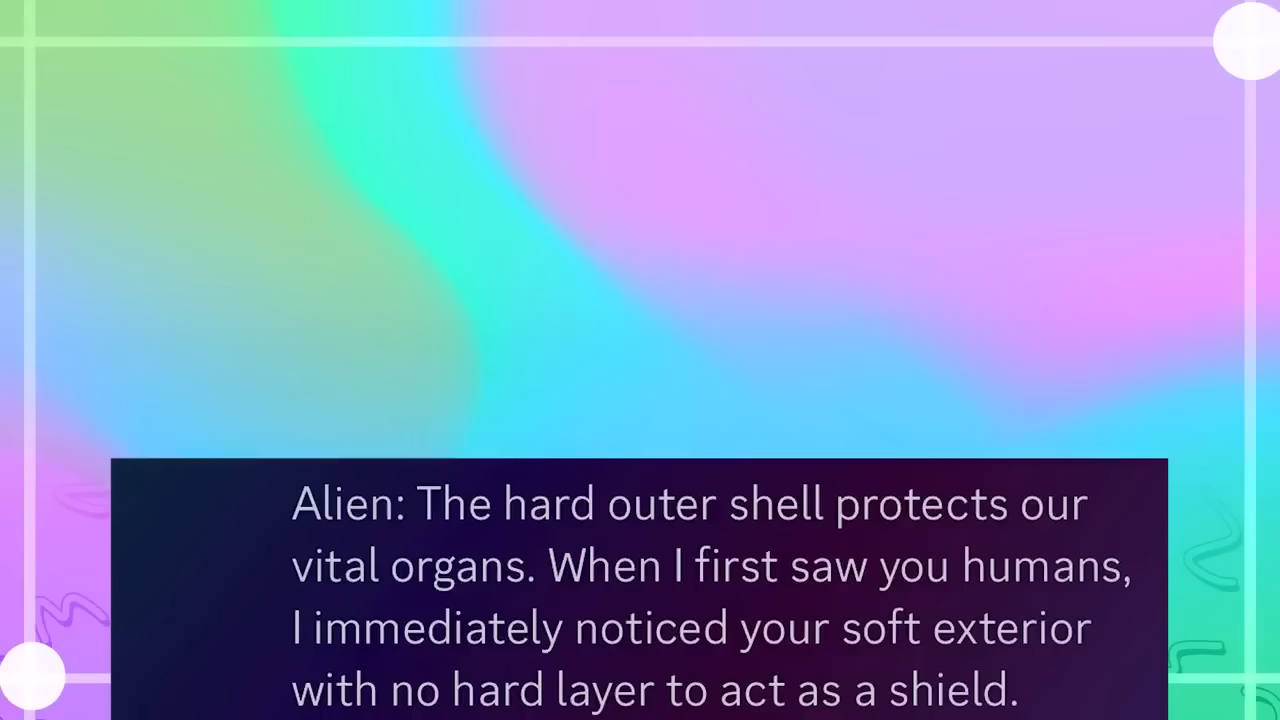 Alien: The hard outer shell protects our
vital organs. When I first saw you humans,
I immediately noticed your soft exterior
with no hard layer to act as a shield.